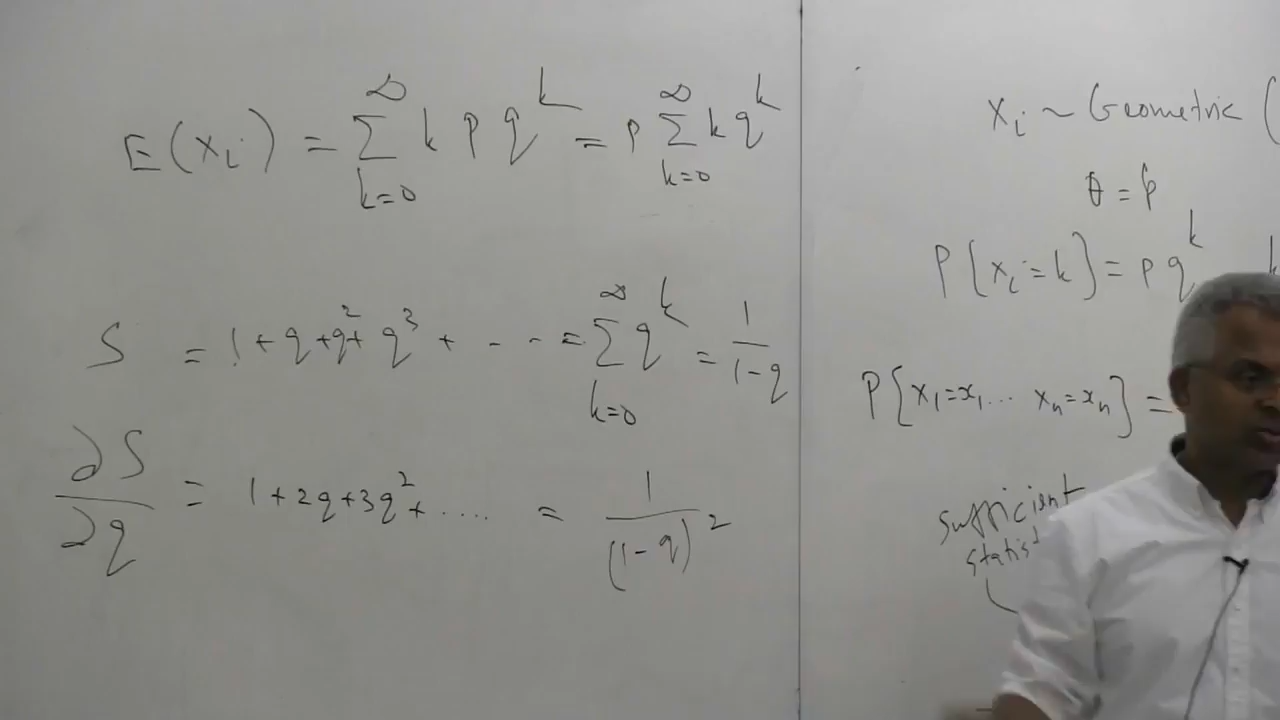 E(xᵢ) = ∑_{k=0}^{∞} k p q^k = p ∑_{k=0}^{∞} k q^k
S = 1 + q + q² + q³ + - - - = ∑_{k=0}^{∞} q^k = 1/(1-q)
∂S/∂q = 1 + 2q + 3q² + .... = 1/(1-q)²
xᵢ ~ Geometric (
θ = p
P[xᵢ = k] = p q^k k
P{x₁=x₁... xₙ=xₙ} =
sufficient